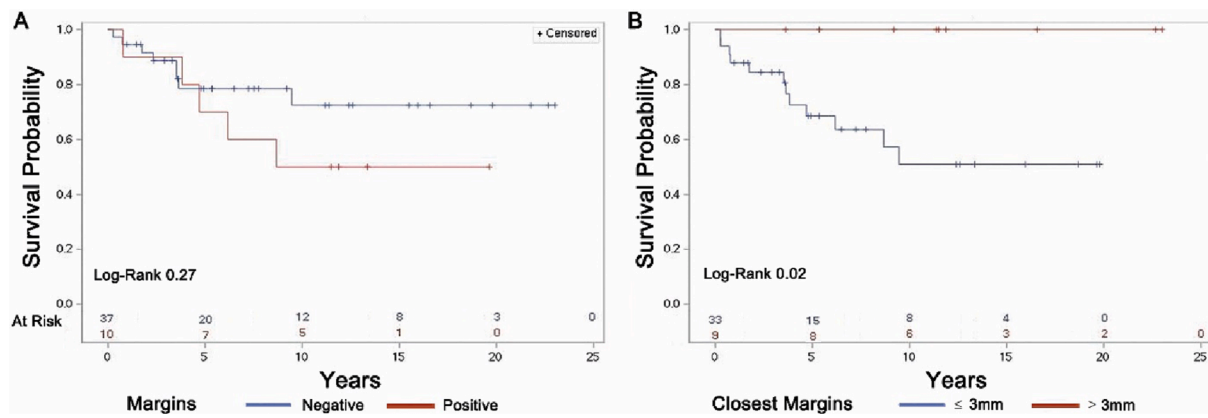 A
1.0
0.8
0.6
0.4
0.2
0.0
Survival Probability
+ Censored
Log-Rank 0.27
At Risk
37 20 12 8 3 0
10 7 5 1 0
0 5 10 15 20 25
Years
Margins Negative Positive
B
1.0
0.8
0.6
0.4
0.2
0.0
Survival Probability
Log-Rank 0.02
33 15 8 4 0
9 8 6 3 2 0
0 5 10 15 20 25
Years
Closest Margins ≤ 3mm > 3mm